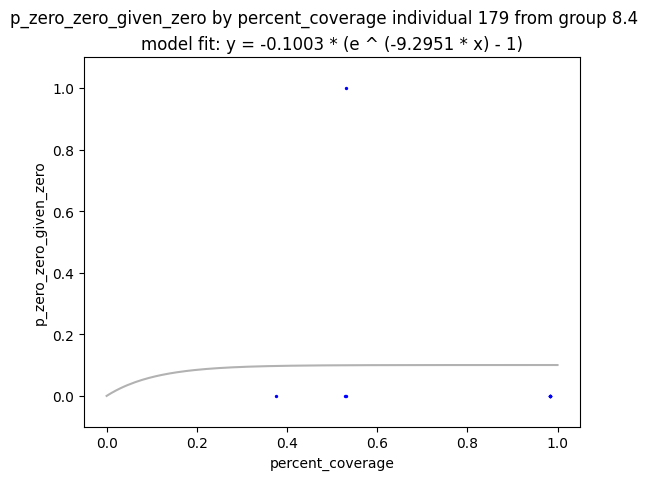 p_zero_zero_given_zero by percent_coverage individual 179 from group 8.4
model fit: y = -0.1003 * (e ^ (-9.2951 * x) - 1)
1.0
0.8
0.6
0.4
0.2
0.0
p_zero_zero_given_zero
0.0 0.2 0.4 0.6 0.8 1.0
percent_coverage